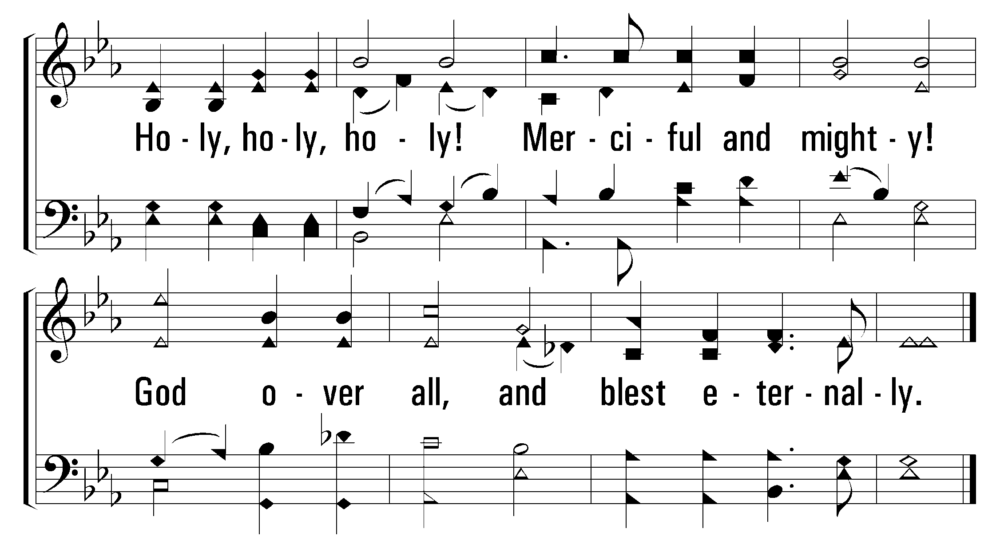 Ho - ly, ho - ly, ho - ly! Mer - ci - ful and might - y!
God o - ver all, and blest e - ter - nal - ly.